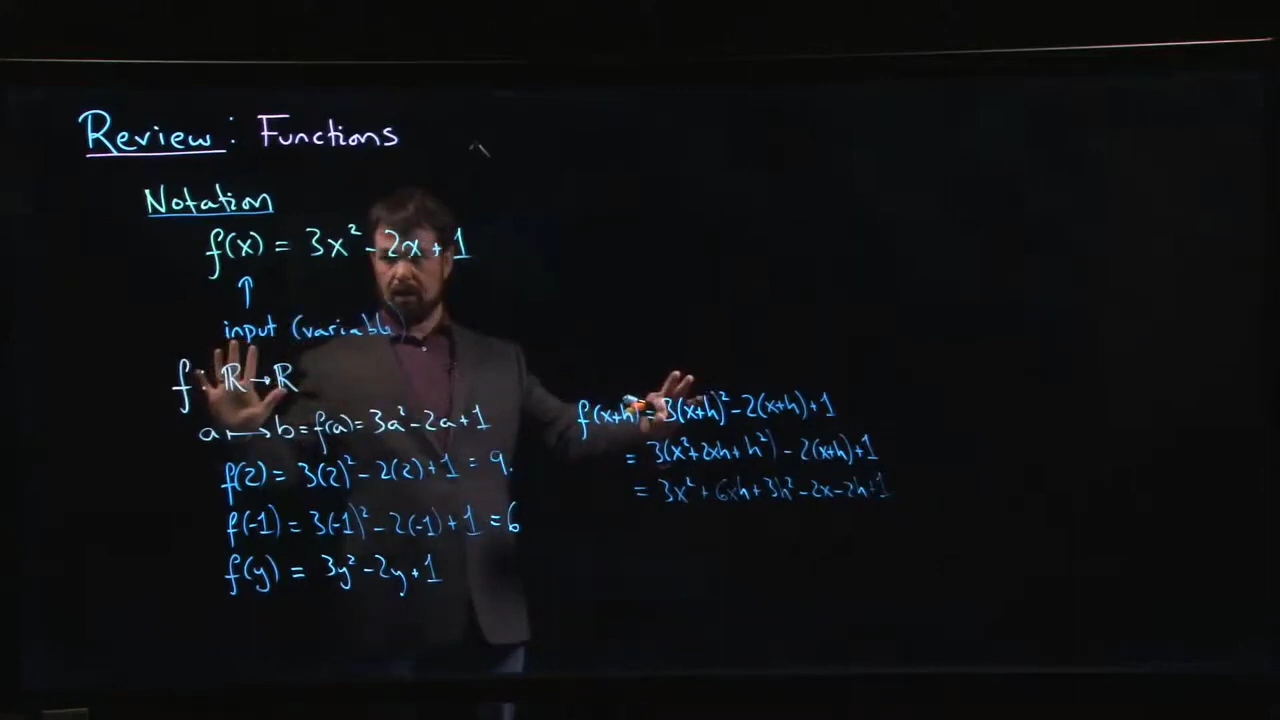 Review: Functions
Notation
f(x) = 3x² - 2x + 1
↑
input (variable)
f: ℝ → ℝ
a ⟼ b = f(a) = 3a² - 2a + 1
f(2) = 3(2)² - 2(2) + 1 = 9.
f(-1) = 3(-1)² - 2(-1) + 1 = 6
f(y) = 3y² - 2y + 1
f(x+h) = 3(x+h)² - 2(x+h) + 1
= 3(x² + 2xh + h²) - 2(x+h) + 1
= 3x² + 6xh + 3h² - 2x - 2h + 1